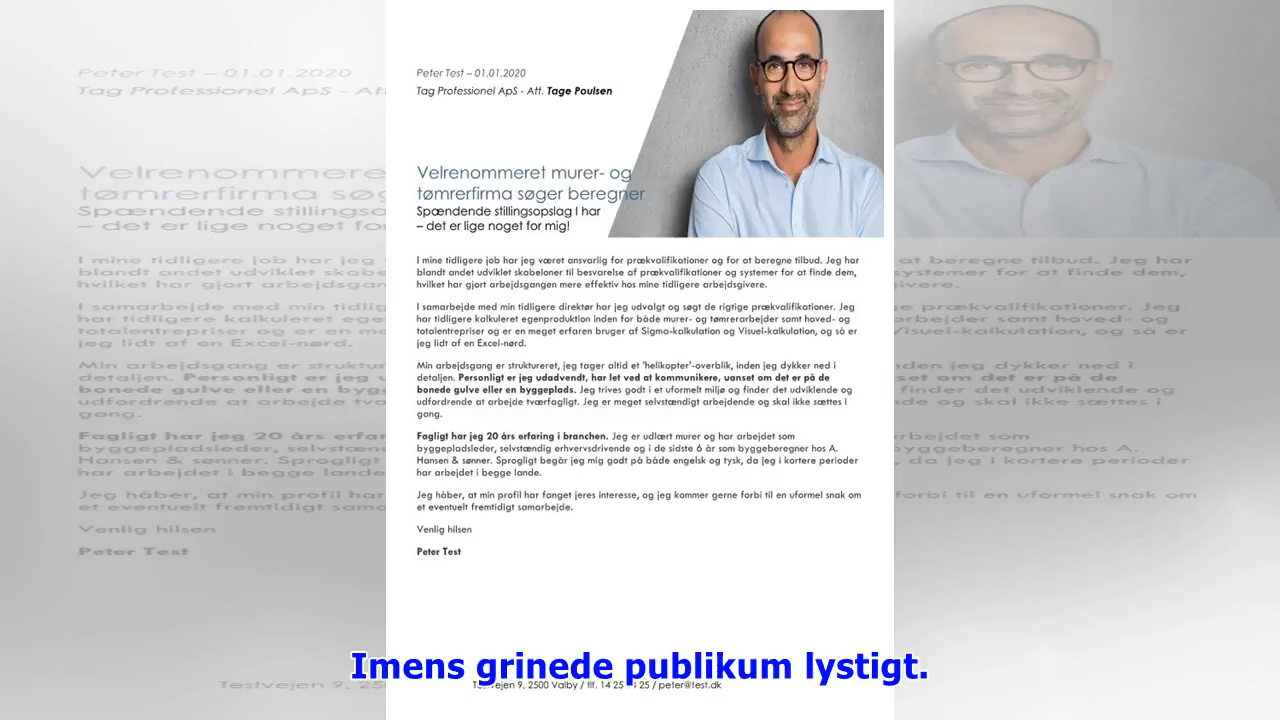 Peter Test – 01.01.2020
Tag Professionel ApS - Att. Tage Poulsen
Velrenommeret murer- og
tømrerfirma søger beregner
Spændende stillingsopslag I har
– det er lige noget for mig!
I mine tidligere job har jeg været ansvarlig for prækvalifikationer og for at beregne tilbud. Jeg har
blandt andet udviklet skabeloner til besvarelse af prækvalifikationer og systemer for at finde dem,
hvilket har gjort arbejdsgangen mere effektiv hos mine tidligere arbejdsgivere.
I samarbejde med min tidligere direktør har jeg udvalgt og søgt de rigtige prækvalifikationer. Jeg
har tidligere kalkuleret egenproduktion inden for både murer- og tømrerarbejder samt hoved- og
totalentrepriser og er en meget erfaren bruger af Sigma-kalkulation og Visuel-kalkulation, og så er
jeg lidt af en Excel-nørd.
Min arbejdsgang er struktureret, jeg tager altid et 'helikopter'-overblik, inden jeg dykker ned i
detaljen. Personligt er jeg udadvendt, har let ved at kommunikere, uanset om det er på de
bonede gulve eller en byggeplads. Jeg trives godt i et uformelt miljø og finder det udviklende og
udfordrende at arbejde tværfagligt. Jeg er meget selvstændigt arbejdende og skal ikke sættes i
gang.
Fagligt har jeg 20 års erfaring i branchen. Jeg er udlært murer og har arbejdet som
byggepladsleder, selvstændig erhvervsdrivende og i de sidste 6 år som byggeberegner hos A.
Hansen & sønner. Sprogligt begår jeg mig godt på både engelsk og tysk, da jeg i kortere perioder
har arbejdet i begge lande.
Jeg håber, at min profil har fanget jeres interesse, og jeg kommer gerne forbi til en uformel snak om
et eventuelt fremtidigt samarbejde.
Venlig hilsen
Peter Test
Imens grinede publikum lystigt.
Testvejen 9, 2500 Valby / tlf. 14 25 25 / peter@test.dk